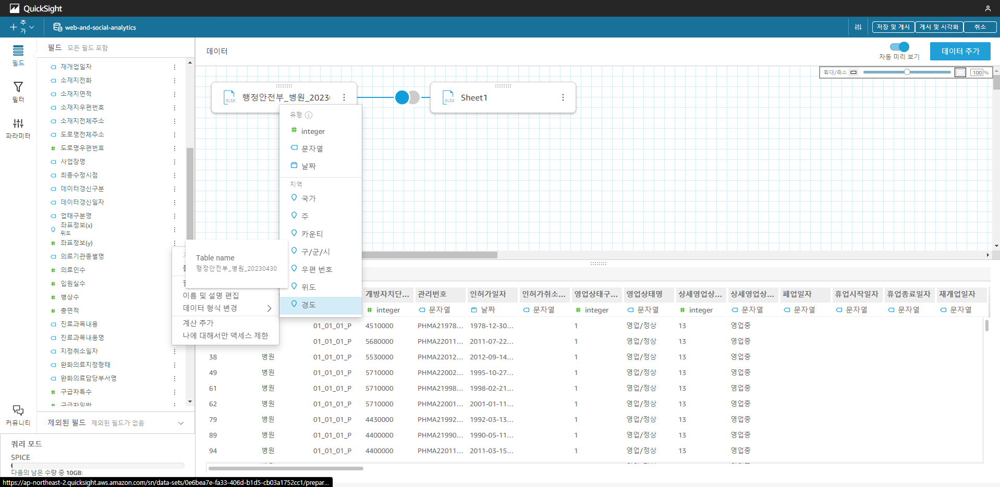 QuickSight
추가
web-and-social-analytics
저장 및 게시
게시 및 시각화
취소
필드
필터
파라미터
커뮤니티
필드 모든 필드 포함
재개업일자
소재지전화
소재지면적
소재지우편번호
소재지전체주소
도로명전체주소
도로명우편번호
사업장명
최종수정시점
데이터갱신구분
데이터갱신일자
업태구분명
좌표정보(x)
위도
좌표정보(y)
의료기관종별명
의료인수
입원실수
병상수
총면적
진료과목내용
진료과목내용명
지정취소일자
완화의료지정형태
완화의료담당부서명
구급차특수
구급차일반
제외된 필드 제외된 필드가 없음
쿼리 모드
SPICE
다음의 남은 수량 중 10GB:
https://ap-northeast-2.quicksight.aws.amazon.com/sn/data-sets/0e6bea7e-fa33-406d-b1d5-cb03a1752cc1/prepar...
데이터
자동 미리 보기
데이터 추가
확대/축소
100 %
XLSX 행정안전부_병원_2023
XLSX Sheet1
유형
integer
문자열
날짜
지역
국가
주
카운티
구/군/시
우편 번호
위도
경도
Table name
행정안전부_병원_20230430
이름 및 설명 편집
데이터 형식 변경
계산 추가
나에 대해서만 액세스 제한
개방자치단... 관리번호 인허가일자 인허가취소... 영업상태구... 영업상태명 상세영업상... 상세영업상... 폐업일자 휴업시작일자 휴업종료일자 재개업일자
integer 문자열 날짜 문자열 integer 문자열 integer 문자열 문자열 문자열 문자열 문자열
01_01_01_P 4510000 PHMA21978... 1978-12-30... 1 영업/정상 13 영업중
01_01_01_P 5680000 PHMA22011... 2011-07-22... 1 영업/정상 13 영업중
38 병원 01_01_01_P 5530000 PHMA22012... 2012-09-14... 1 영업/정상 13 영업중
49 병원 01_01_01_P 5710000 PHMA22002... 1995-10-27... 1 영업/정상 13 영업중
61 병원 01_01_01_P 5710000 PHMA21998... 1998-02-21... 1 영업/정상 13 영업중
62 병원 01_01_01_P 5710000 PHMA22001... 2001-01-11... 1 영업/정상 13 영업중
79 병원 01_01_01_P 4430000 PHMA21992... 1992-03-13... 1 영업/정상 13 영업중
89 병원 01_01_01_P 4400000 PHMA21990... 1990-05-11... 1 영업/정상 13 영업중
94 병원 01_01_01_P 4400000 PHMA22011... 2011-03-15... 1 영업/정상 13 영업중